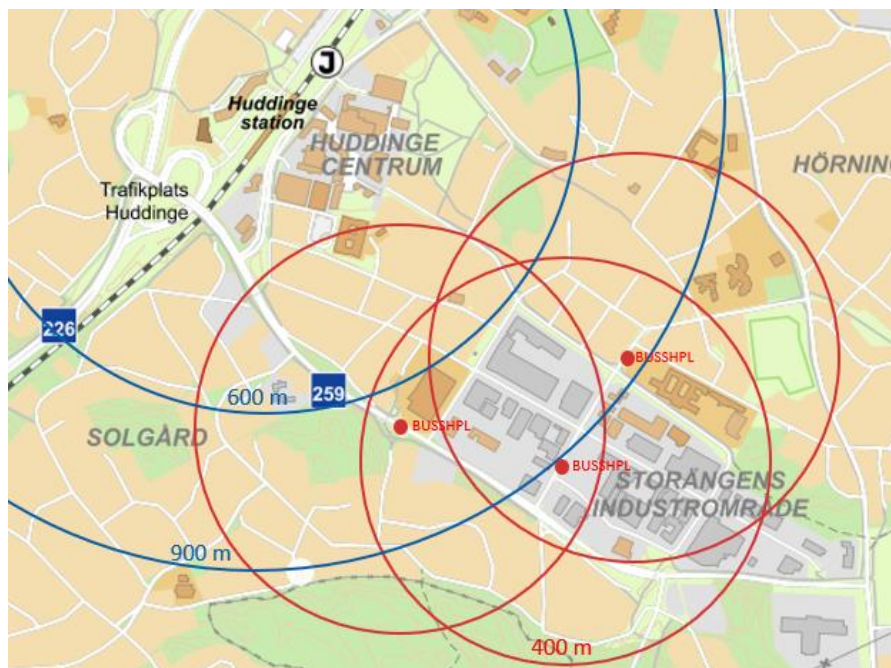 J
Huddinge
station
HUDDINGE
CENTRUM
HÖRNING
Trafikplats
Huddinge
226
259
600 m
SOLGÅRD
BUSSHPL
BUSSHPL
BUSSHPL
STORÄNGENS
INDUSTROMRÅDE
900 m
400 m